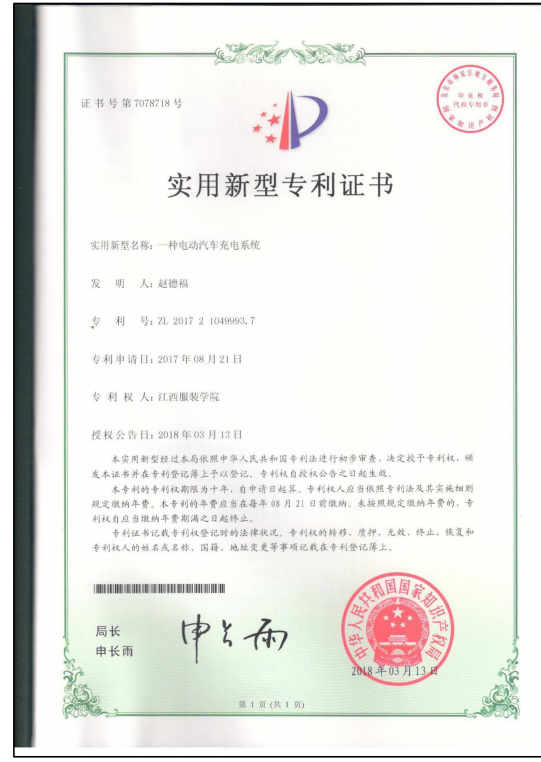 证书号第7078718号
印花税
代扣专用章
国家知识产权
实用新型专利证书
实用新型名称：一种电动汽车充电系统
发 明 人：赵德福
专 利 号：ZL 2017 2 1049993.7
专利申请日：2017年08月21日
专 利 权 人：江西服装学院
授权公告日：2018年03月13日
本实用新型经过本局依照中华人民共和国专利法进行初步审查，决定授予专利权，颁
发本证书并在专利登记簿上予以登记。专利权自授权公告之日起生效。
本专利的专利权期限为十年，自申请日起算。专利权人应当依照专利法及其实施细则
规定缴纳年费。本专利的年费应当在每年08月21日前缴纳。未按照规定缴纳年费的，专
利权自应当缴纳年费期满之日起终止。
专利证书记载专利权登记时的法律状况。专利权的转移、质押、无效、终止、恢复和
专利权人的姓名或名称、国籍、地址变更等事项记载在专利登记簿上。
局长
申长雨
申长雨
中华人民共和国国家知识产权局
2018年03月13日
第 1 页 (共 1 页)